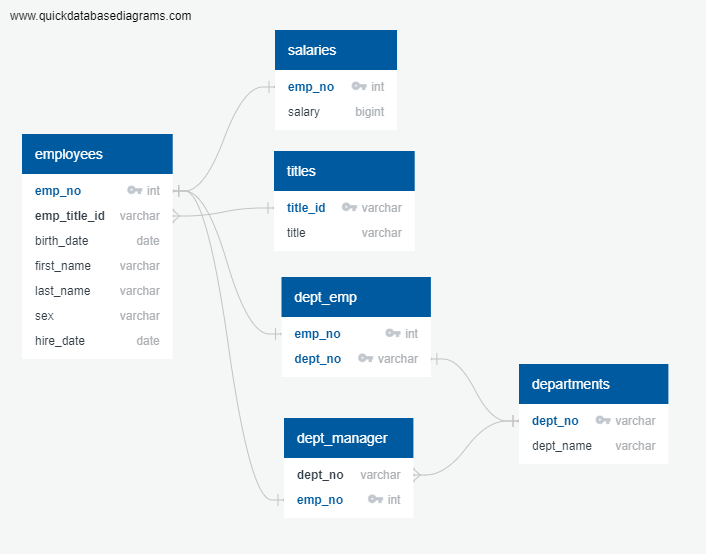 www.quickdatabasediagrams.com
salaries
emp_no int
salary bigint
employees
emp_no int
emp_title_id varchar
birth_date date
first_name varchar
last_name varchar
sex varchar
hire_date date
titles
title_id varchar
title varchar
dept_emp
emp_no int
dept_no varchar
departments
dept_no varchar
dept_name varchar
dept_manager
dept_no varchar
emp_no int